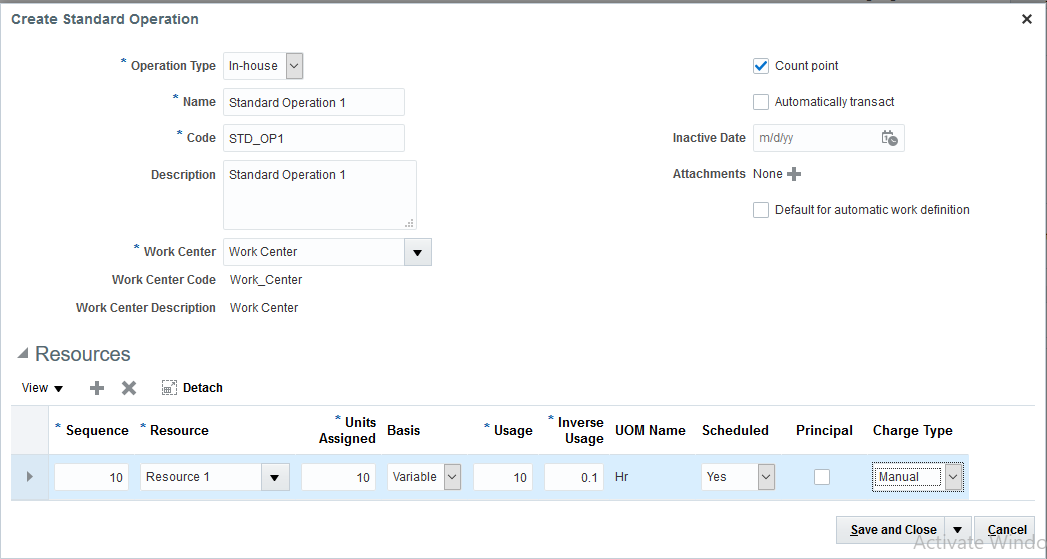 Create Standard Operation
* Operation Type In-house
Count point
* Name Standard Operation 1
Automatically transact
* Code STD_OP1
Inactive Date m/d/yy
Description Standard Operation 1
Attachments None
Default for automatic work definition
* Work Center Work Center
Work Center Code Work_Center
Work Center Description Work Center
Resources
View Detach
* Sequence * Resource * Units Assigned Basis * Usage * Inverse Usage UOM Name Scheduled Principal Charge Type
10 Resource 1 10 Variable 10 0.1 Hr Yes Manual
Save and Close Cancel
Activate Windo